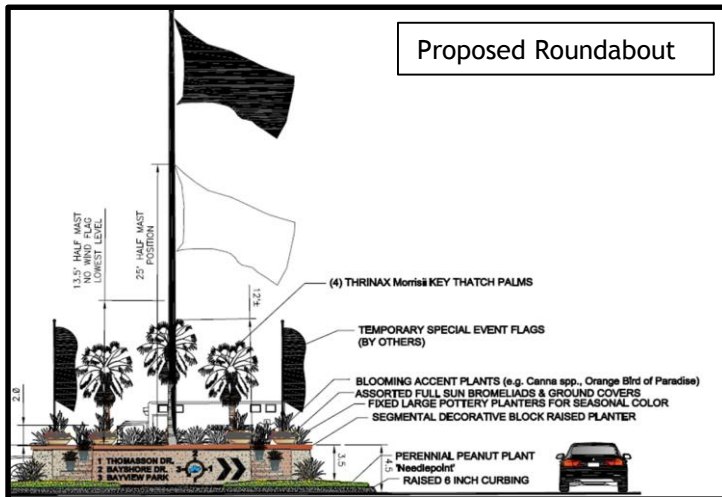 Proposed Roundabout
13.5' HALF MAST
NO WIND FLAG
LOWEST LEVEL
25' HALF MAST
POSITION
12'±
(4) THRINAX Morrisii KEY THATCH PALMS
TEMPORARY SPECIAL EVENT FLAGS
(BY OTHERS)
2.0
BLOOMING ACCENT PLANTS (e.g. Canna spp., Orange Bird of Paradise)
ASSORTED FULL SUN BROMELIADS & GROUND COVERS
FIXED LARGE POTTERY PLANTERS FOR SEASONAL COLOR
SEGMENTAL DECORATIVE BLOCK RAISED PLANTER
1 THOMASSON DR.
2 BAYSHORE DR.
3 BAYVIEW PARK
2
3
1
3.5
4.5
PERENNIAL PEANUT PLANT
'Needlepoint'
RAISED 6 INCH CURBING